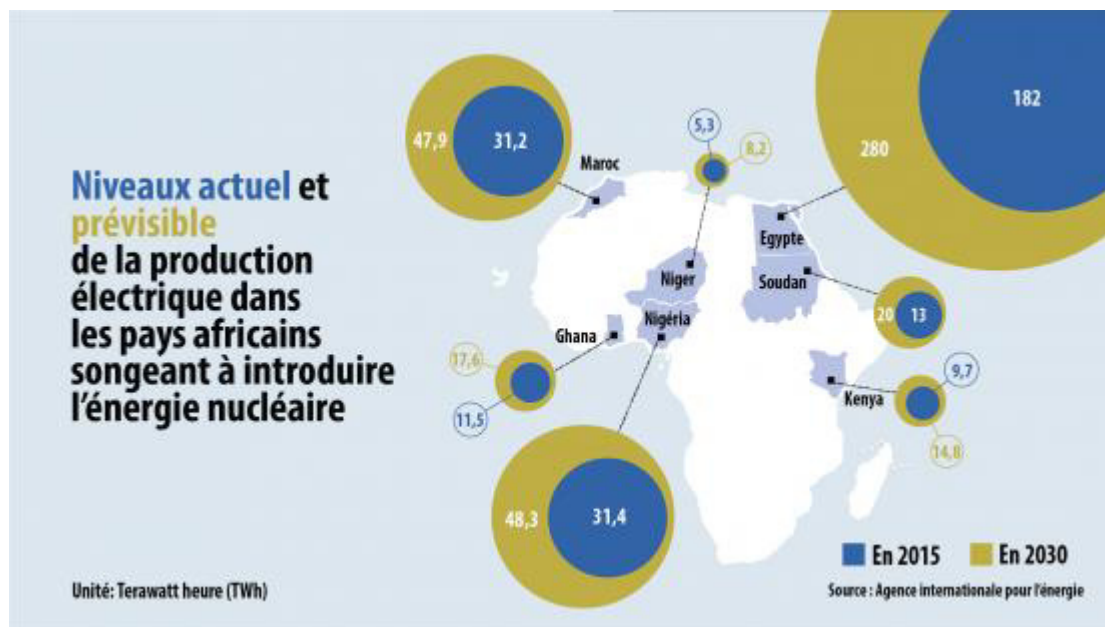 Niveaux actuel et
prévisible
de la production
électrique dans
les pays africains
songeant à introduire
l'énergie nucléaire
Unité: Terawatt heure (TWh)
47,9
31,2
Maroc
5,3
8,2
182
280
Egypte
Niger
Soudan
20
13
Nigéria
Ghana
17,6
11,5
Kenya
9,7
14,8
48,3
31,4
En 2015
En 2030
Source : Agence internationale pour l'énergie